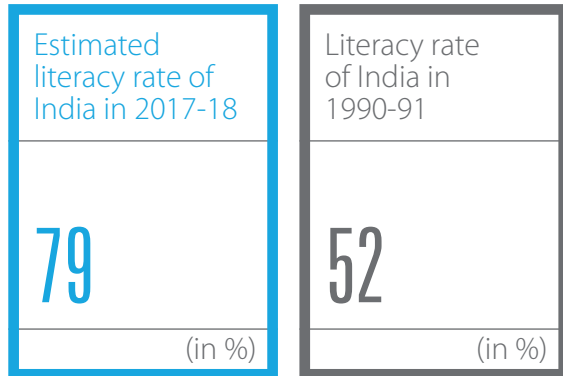 Estimated
literacy rate of
India in 2017-18
79
(in %)
Literacy rate
of India in
1990-91
52
(in %)